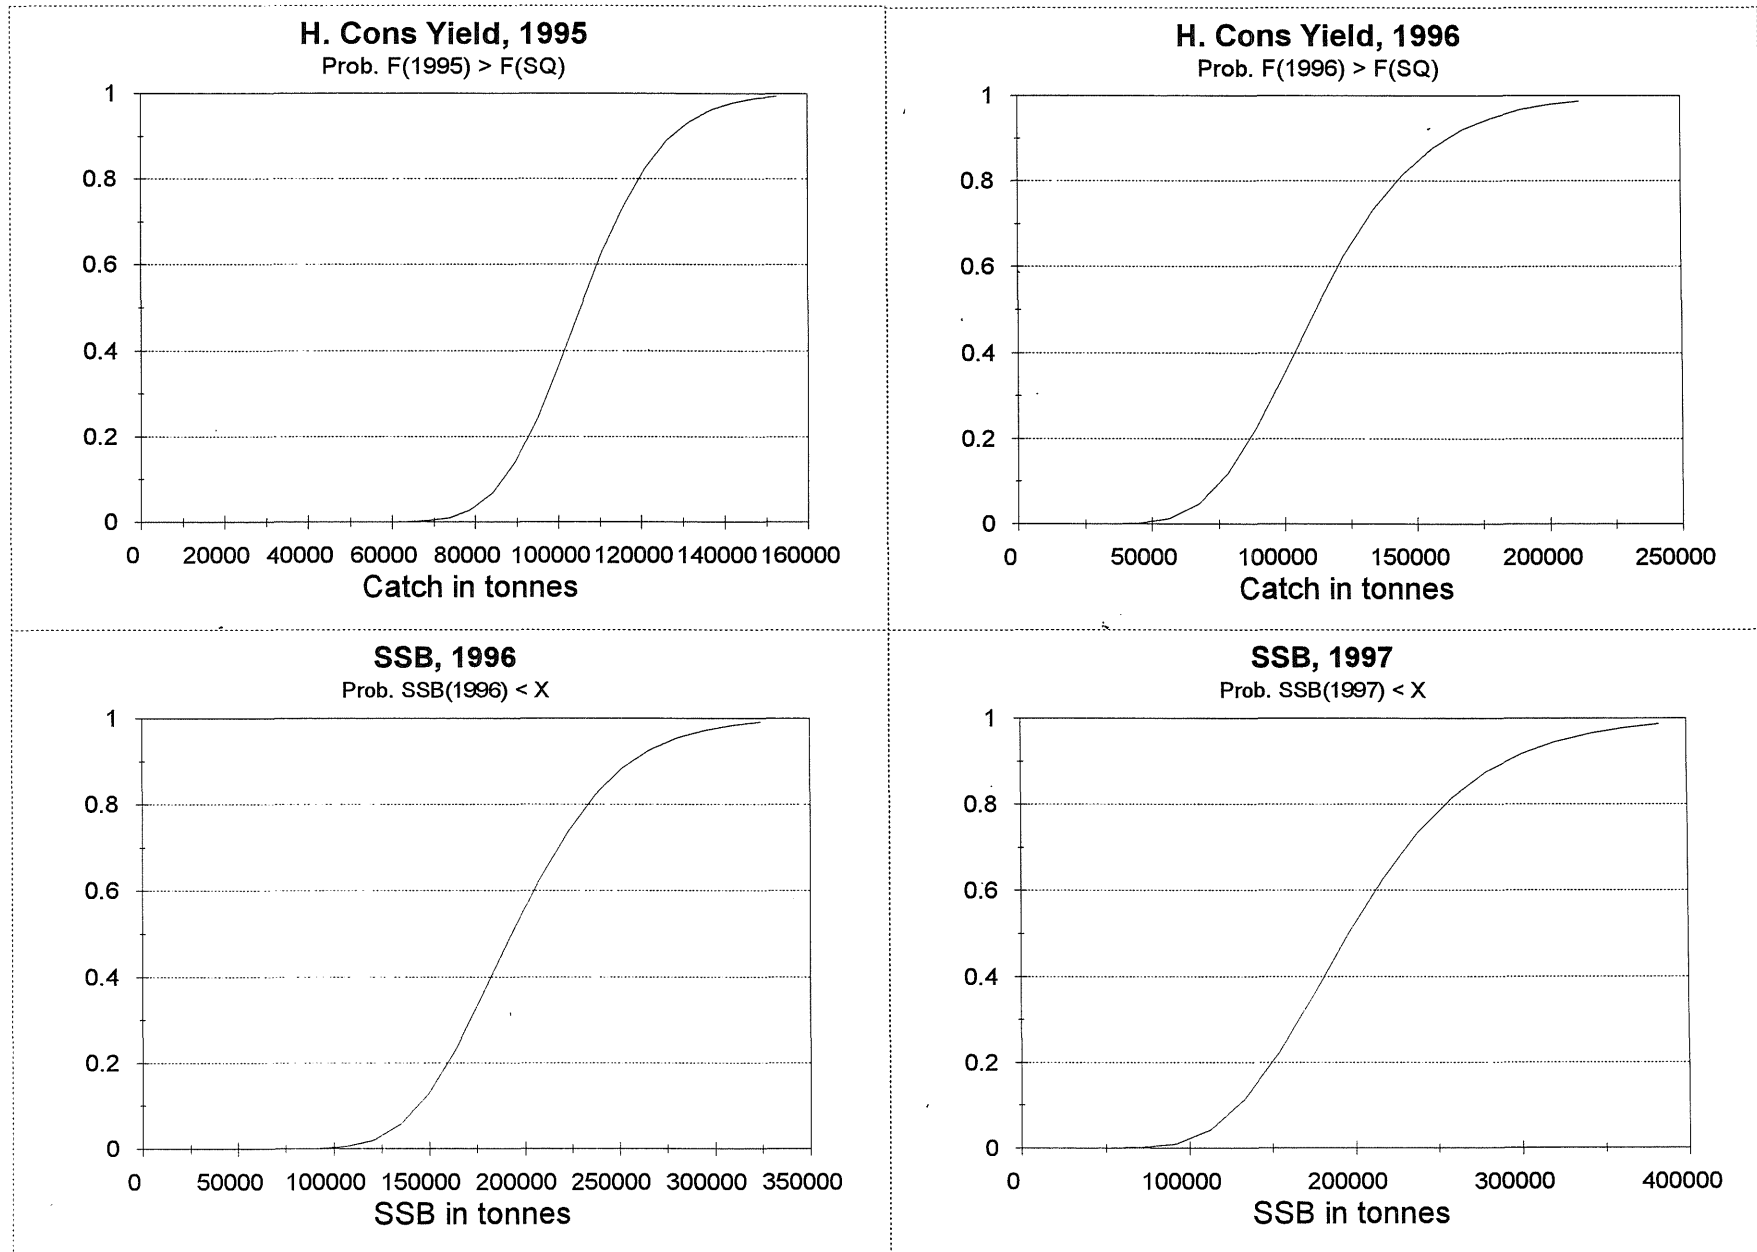 H. Cons Yield, 1995
Prob. F(1995) > F(SQ)
1
0.8
0.6
0.4
0.2
0
0 20000 40000 60000 80000 100000 120000 140000 160000
Catch in tonnes
H. Cons Yield, 1996
Prob. F(1996) > F(SQ)
1
0.8
0.6
0.4
0.2
0
0 50000 100000 150000 200000 250000
Catch in tonnes
SSB, 1996
Prob. SSB(1996) < X
1
0.8
0.6
0.4
0.2
0
0 50000 100000 150000 200000 250000 300000 350000
SSB in tonnes
SSB, 1997
Prob. SSB(1997) < X
1
0.8
0.6
0.4
0.2
0
0 100000 200000 300000 400000
SSB in tonnes